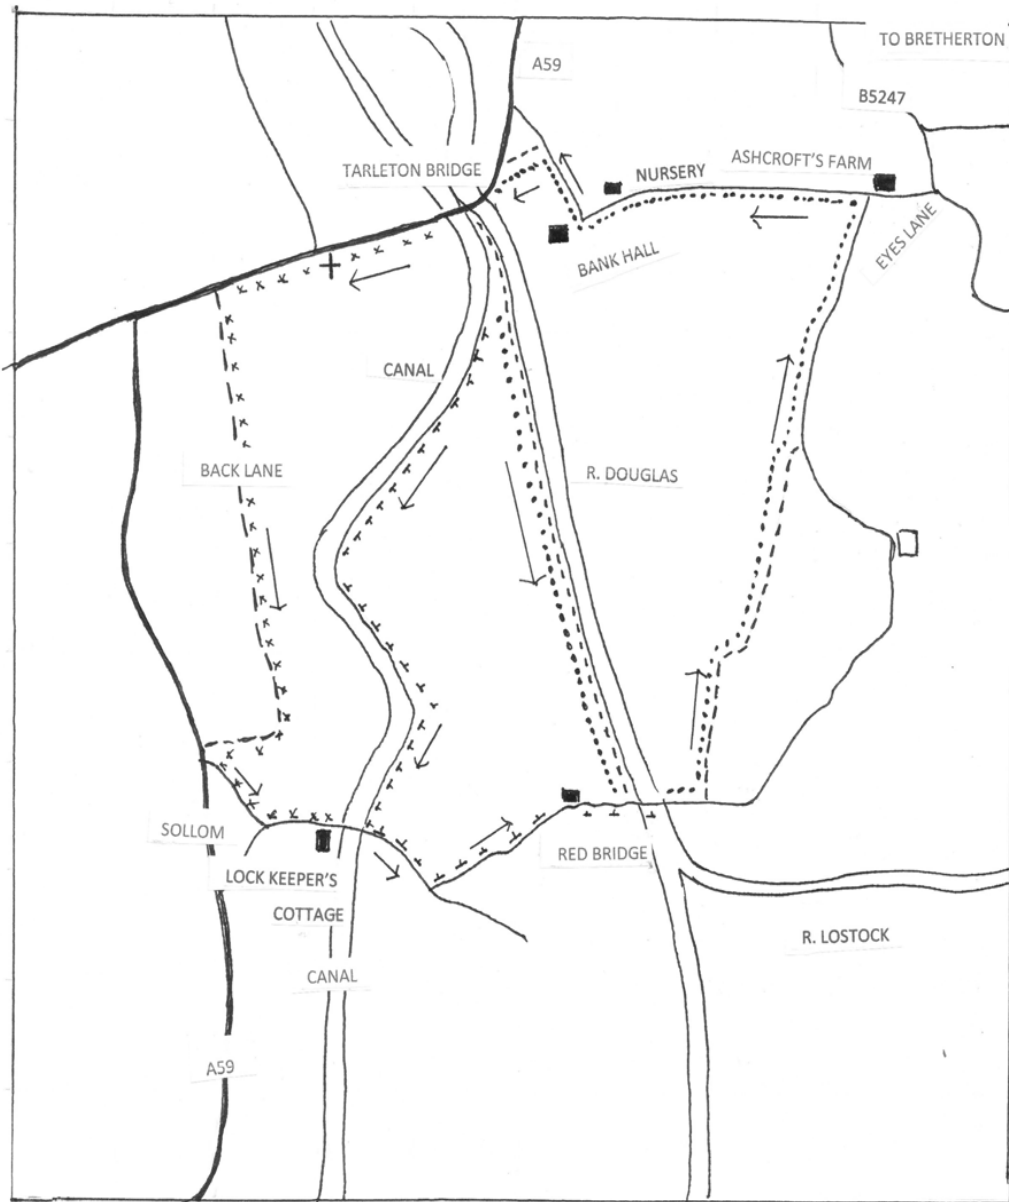 TO BRETHERTON
A59
B5247
TARLETON BRIDGE
NURSERY
ASHCROFT'S FARM
BANK HALL
EYES LANE
CANAL
BACK LANE
R. DOUGLAS
SOLLOM
LOCK KEEPER'S
COTTAGE
RED BRIDGE
CANAL
R. LOSTOCK
A59